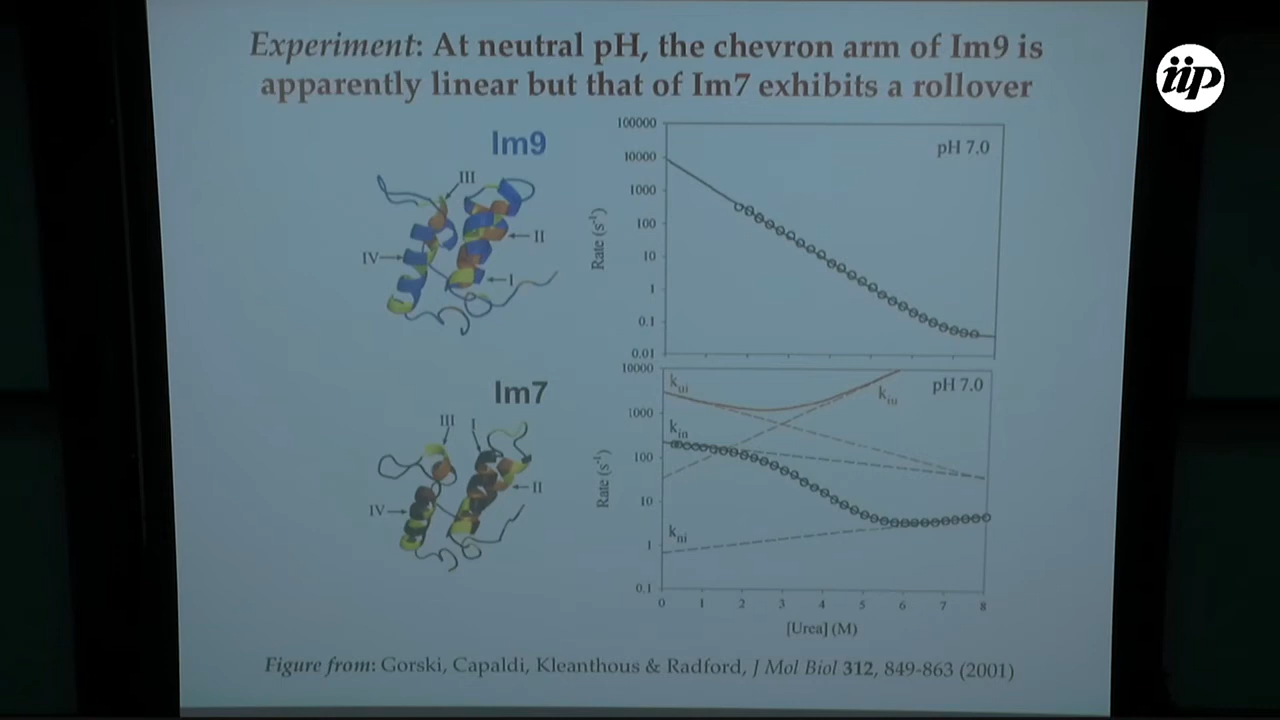 Experiment: At neutral pH, the chevron arm of Im9 is
apparently linear but that of Im7 exhibits a rollover
iip
Im9
III
II
IV
I
100000
10000
1000
100
10
1
0.1
0.01
Rate (s-1)
pH 7.0
Im7
III
I
II
IV
10000
1000
100
10
1
0.1
Rate (s-1)
kui
kiu
kin
kni
pH 7.0
0 1 2 3 4 5 6 7 8
[Urea] (M)
Figure from: Gorski, Capaldi, Kleanthous & Radford, J Mol Biol 312, 849-863 (2001)